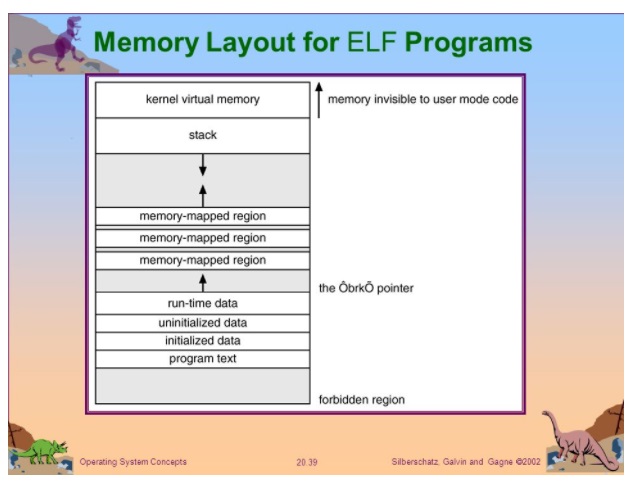 Memory Layout for ELF Programs
kernel virtual memory
memory invisible to user mode code
stack
memory-mapped region
memory-mapped region
memory-mapped region
the ÔbrkÕ pointer
run-time data
uninitialized data
initialized data
program text
forbidden region
Operating System Concepts
20.39
Silberschatz, Galvin and Gagne ©2002